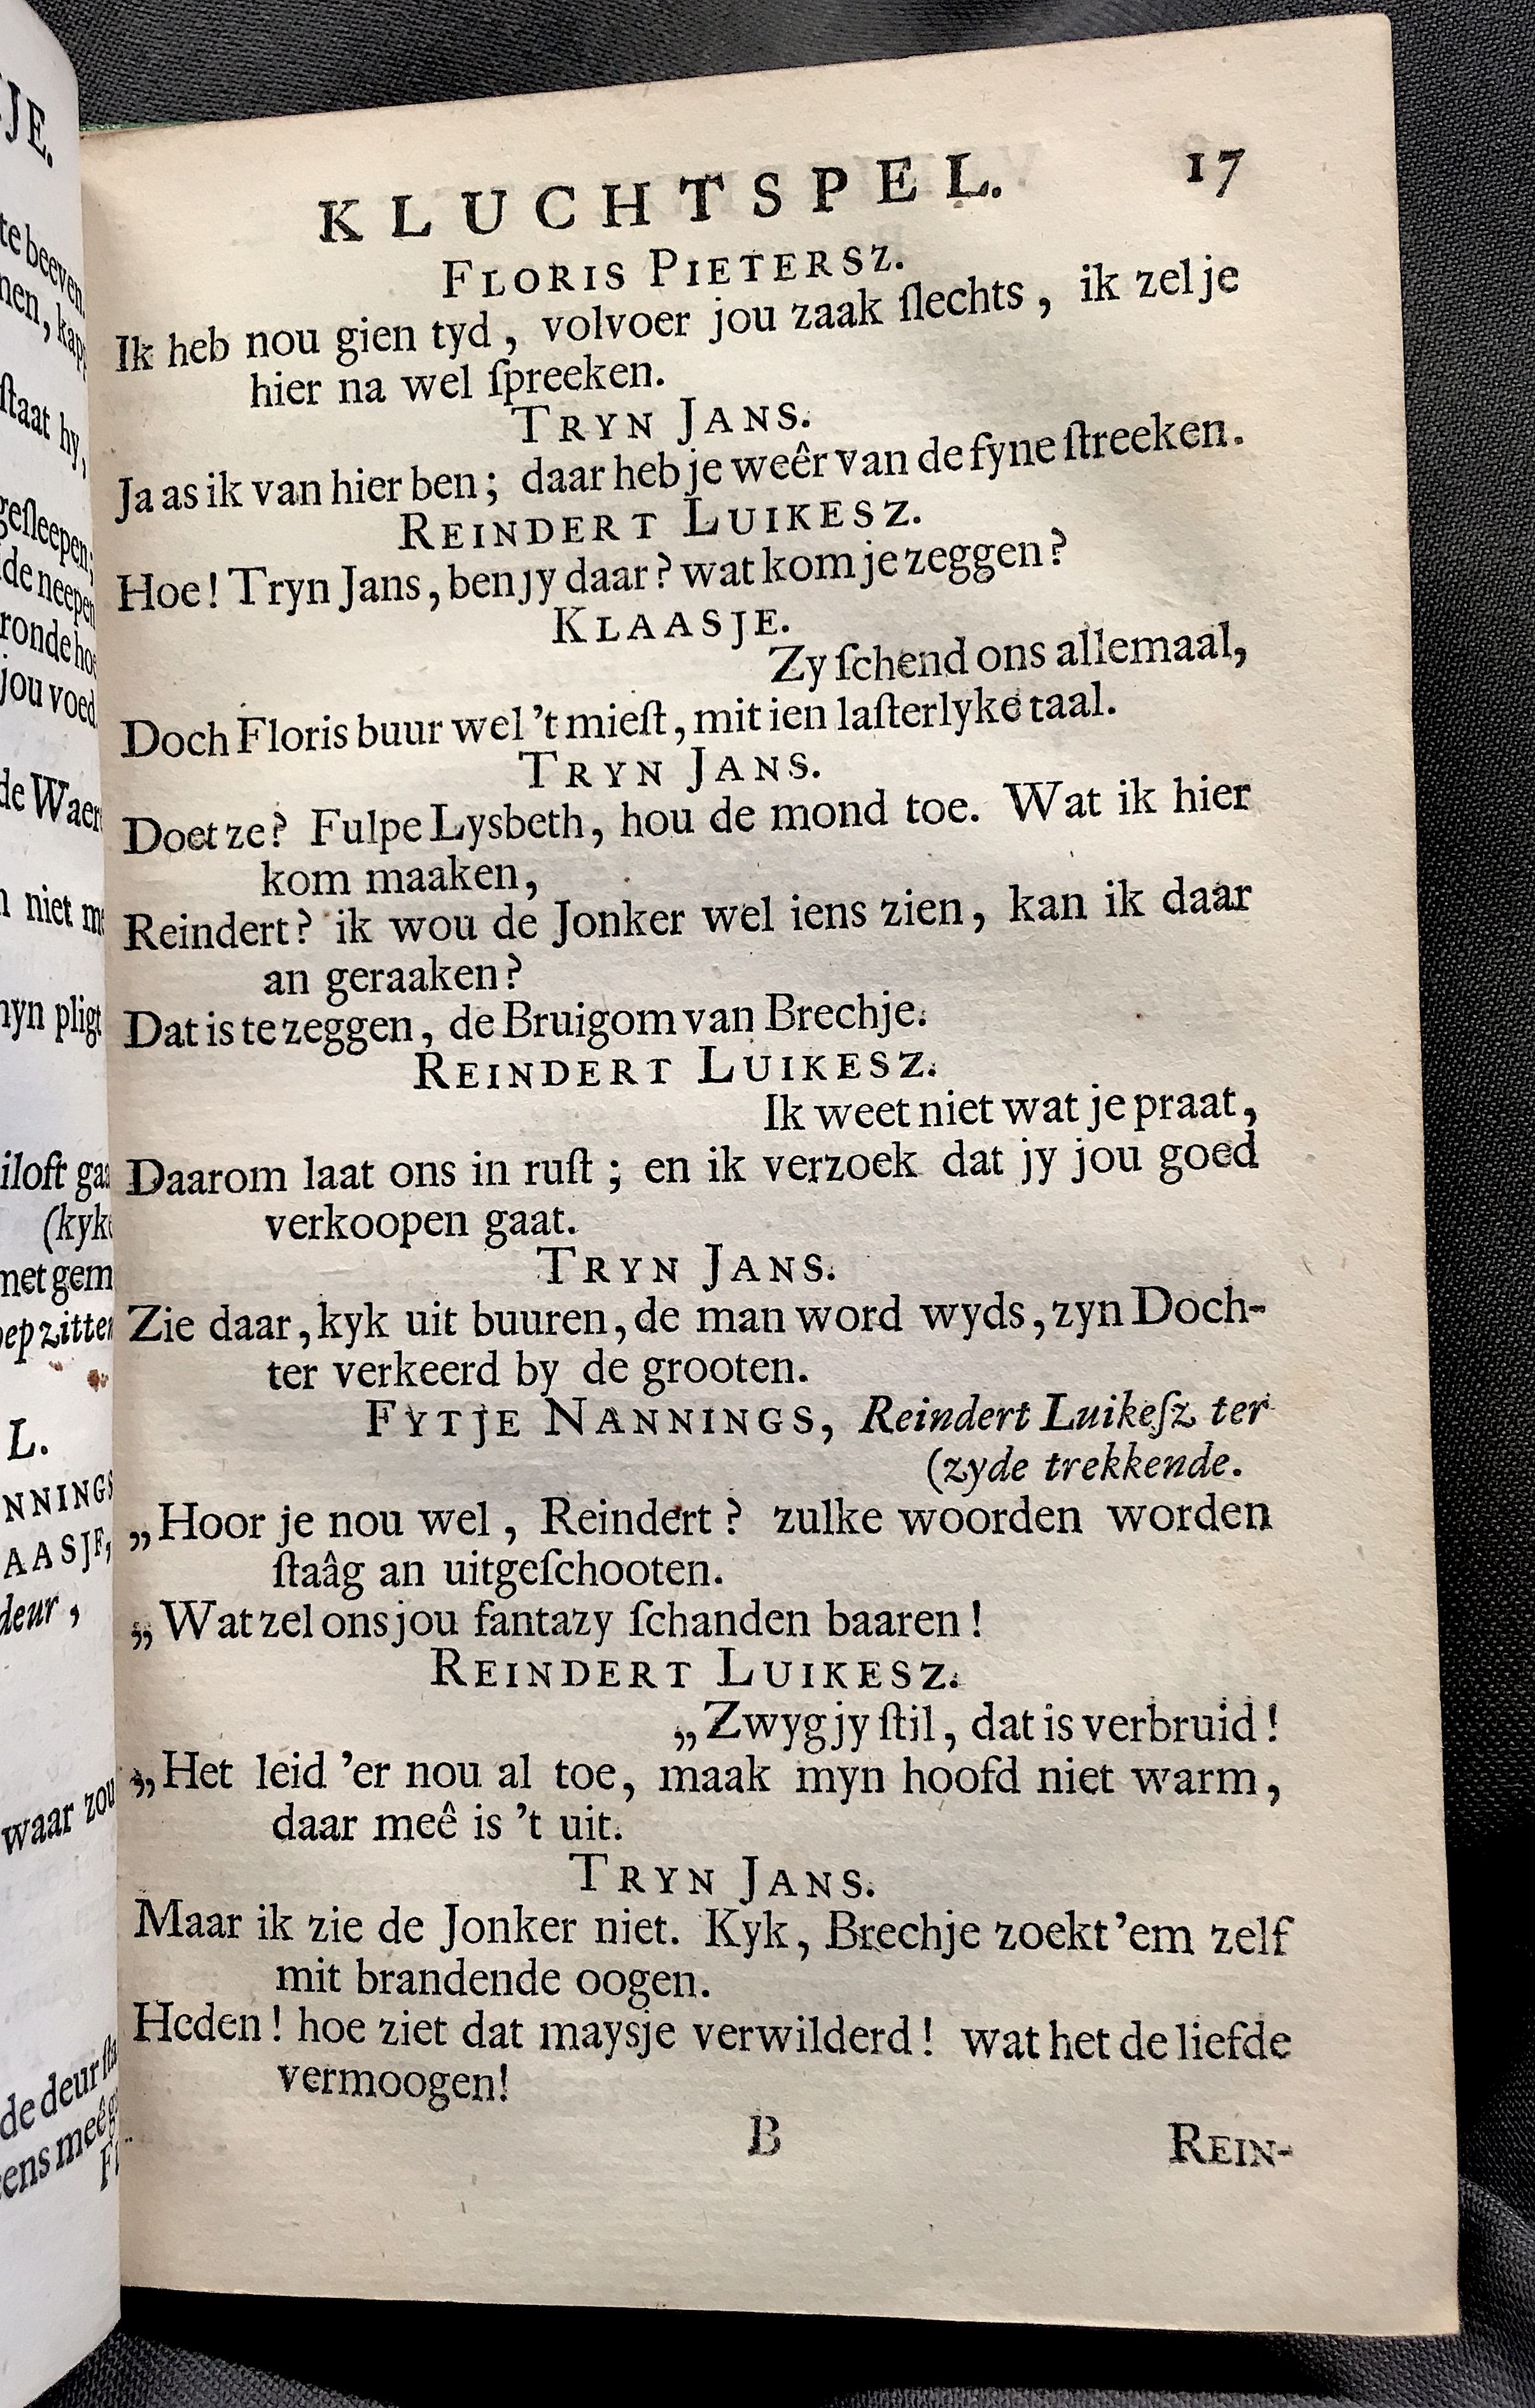 KLUCHTSPEL. 17
FLORIS PIETERSZ.
Ik heb nou gien tyd, volvoer jou zaak ſlechts, ik zel je
hier na wel ſpreeken.
TRYN JANS.
Ja as ik van hier ben; daar heb je weêr van de fyne ſtreeken.
REINDERT LUIKESZ.
Hoe! Tryn Jans, ben jy daar? wat kom je zeggen?
KLAASJE.
Zy ſchend ons allemaal,
Doch Floris buur wel 't mieſt, mit ien laſterlyke taal.
TRYN JANS.
Doet ze? Fulpe Lysbeth, hou de mond toe. Wat ik hier
kom maaken,
Reindert? ik wou de Jonker wel iens zien, kan ik daar
an geraaken?
Dat is te zeggen, de Bruigom van Brechje.
REINDERT LUIKESZ.
Ik weet niet wat je praat,
Daarom laat ons in ruſt; en ik verzoek dat jy jou goed
verkoopen gaat.
TRYN JANS.
Zie daar, kyk uit buuren, de man word wyds, zyn Doch-
ter verkeerd by de grooten.
FYTJE NANNINGS, Reindert Luikeſz ter
(zyde trekkende.
„Hoor je nou wel, Reindert? zulke woorden worden
ſtaâg an uitgeſchooten.
„Wat zel ons jou fantazy ſchanden baaren!
REINDERT LUIKESZ.
„Zwyg jy ſtil, dat is verbruid!
„Het leid 'er nou al toe, maak myn hoofd niet warm,
daar meê is 't uit.
TRYN JANS.
Maar ik zie de Jonker niet. Kyk, Brechje zoekt 'em zelf
mit brandende oogen.
Heden! hoe ziet dat maysje verwilderd! wat het de liefde
vermoogen!
B REIN-